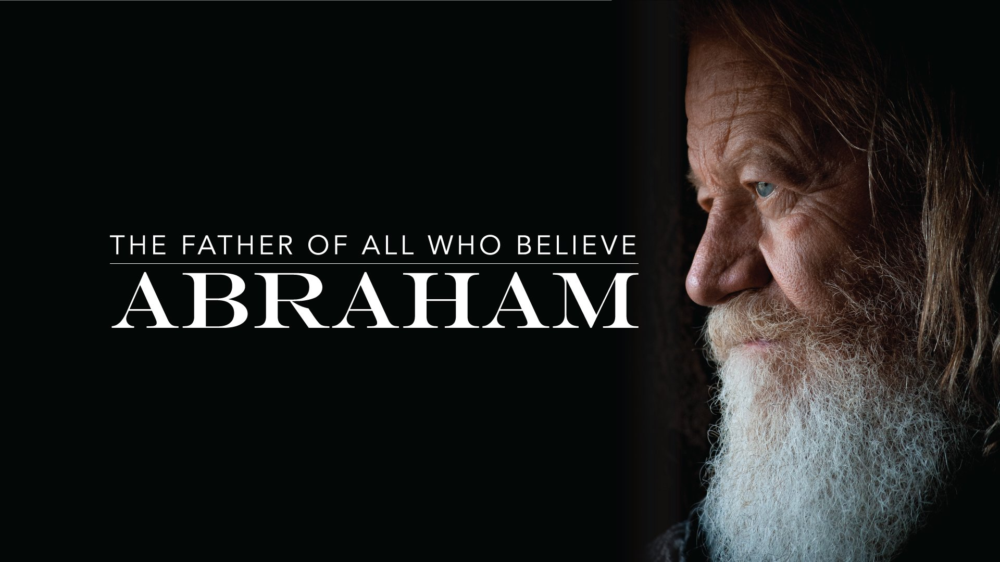 THE FATHER OF ALL WHO BELIEVE
ABRAHAM